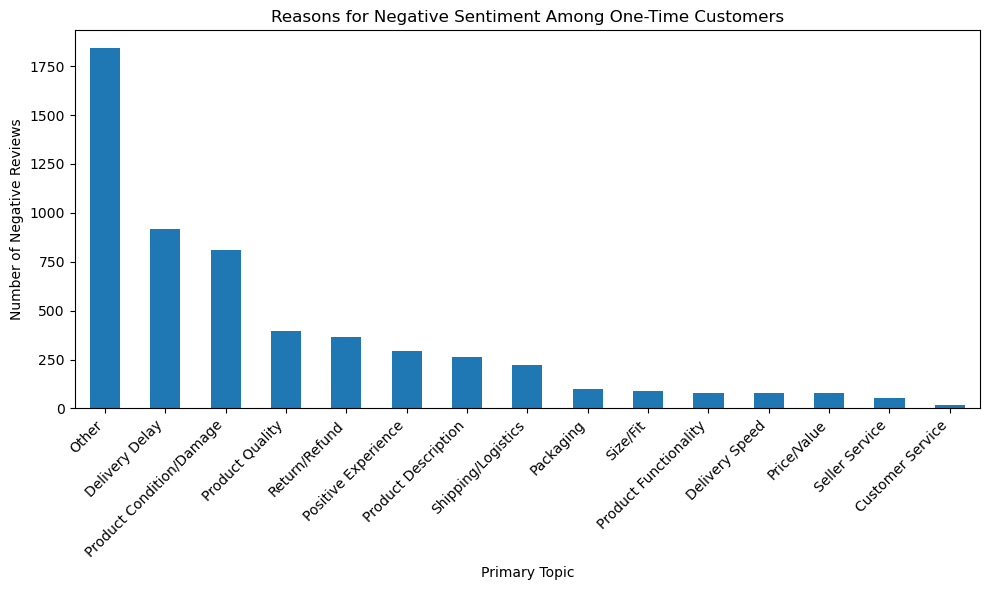 Reasons for Negative Sentiment Among One-Time Customers
Number of Negative Reviews
1750
1500
1250
1000
750
500
250
0
Other
Delivery Delay
Product Condition/Damage
Product Quality
Return/Refund
Positive Experience
Product Description
Shipping/Logistics
Packaging
Size/Fit
Product Functionality
Delivery Speed
Price/Value
Seller Service
Customer Service
Primary Topic